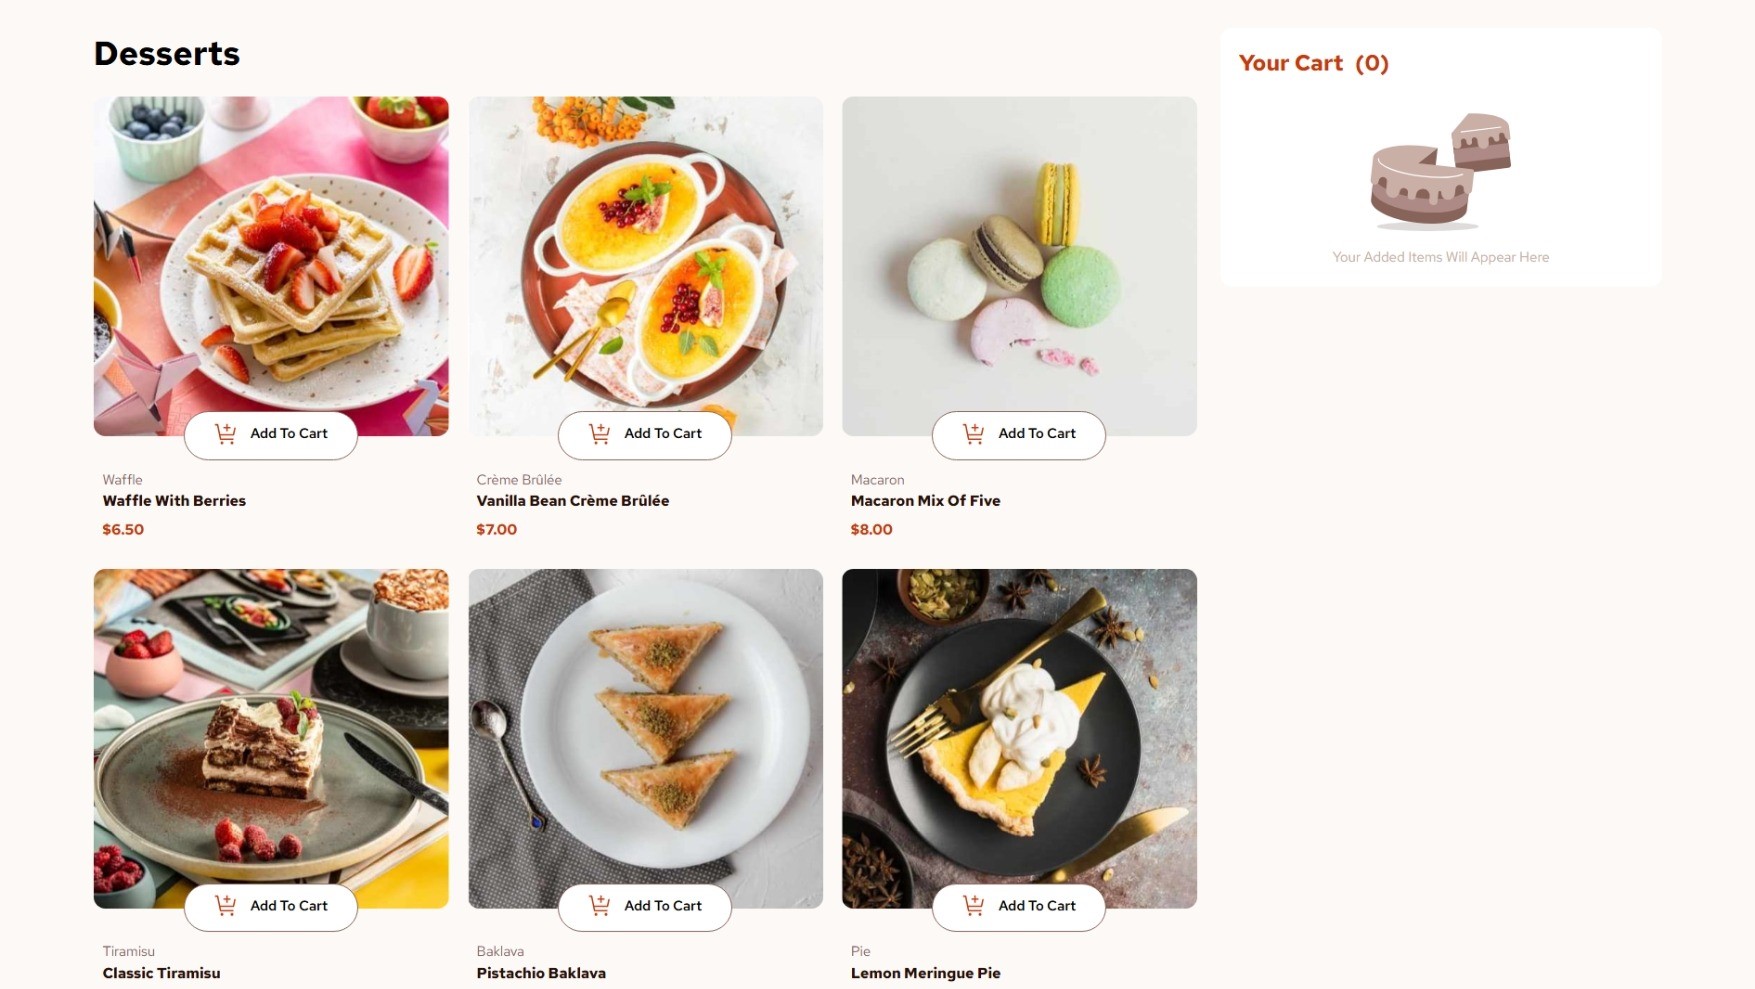 Desserts
Your Cart (0)
Your Added Items Will Appear Here
Add To Cart
Add To Cart
Add To Cart
Waffle
Waffle With Berries
$6.50
Crème Brûlée
Vanilla Bean Crème Brûlée
$7.00
Macaron
Macaron Mix Of Five
$8.00
Add To Cart
Add To Cart
Add To Cart
Tiramisu
Classic Tiramisu
Baklava
Pistachio Baklava
Pie
Lemon Meringue Pie